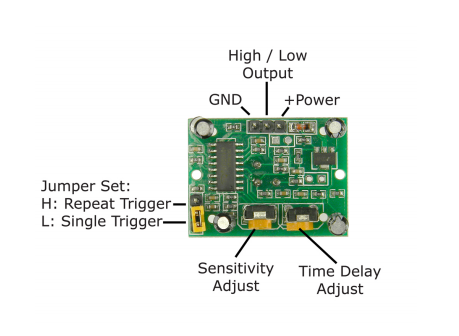 High / Low
Output
GND
+Power
Jumper Set:
H: Repeat Trigger
L: Single Trigger
Sensitivity
Adjust
Time Delay
Adjust